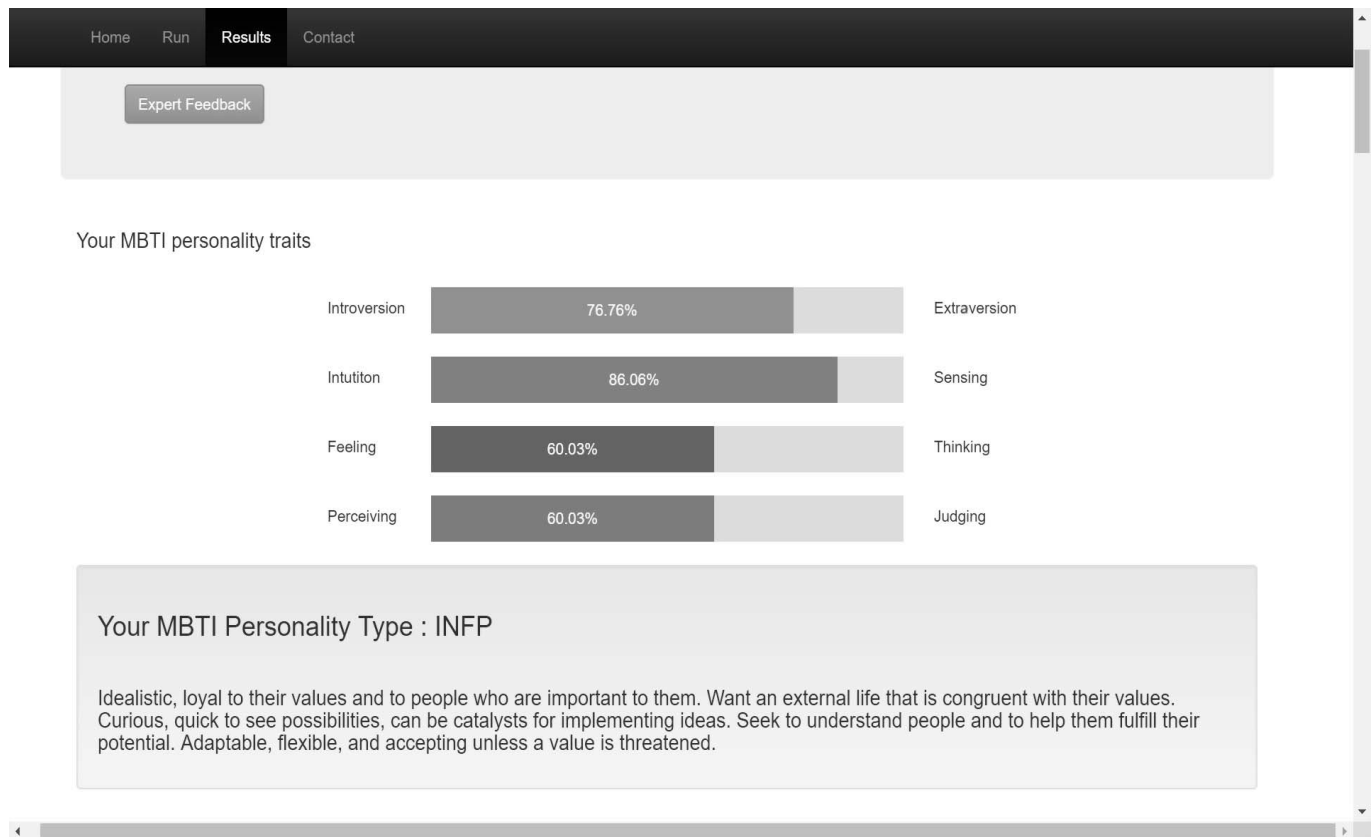 Home Run Results Contact
Expert Feedback
Your MBTI personality traits
Introversion 76.76% Extraversion
Intutiton 86.06% Sensing
Feeling 60.03% Thinking
Perceiving 60.03% Judging
Your MBTI Personality Type : INFP
Idealistic, loyal to their values and to people who are important to them. Want an external life that is congruent with their values.
Curious, quick to see possibilities, can be catalysts for implementing ideas. Seek to understand people and to help them fulfill their
potential. Adaptable, flexible, and accepting unless a value is threatened.